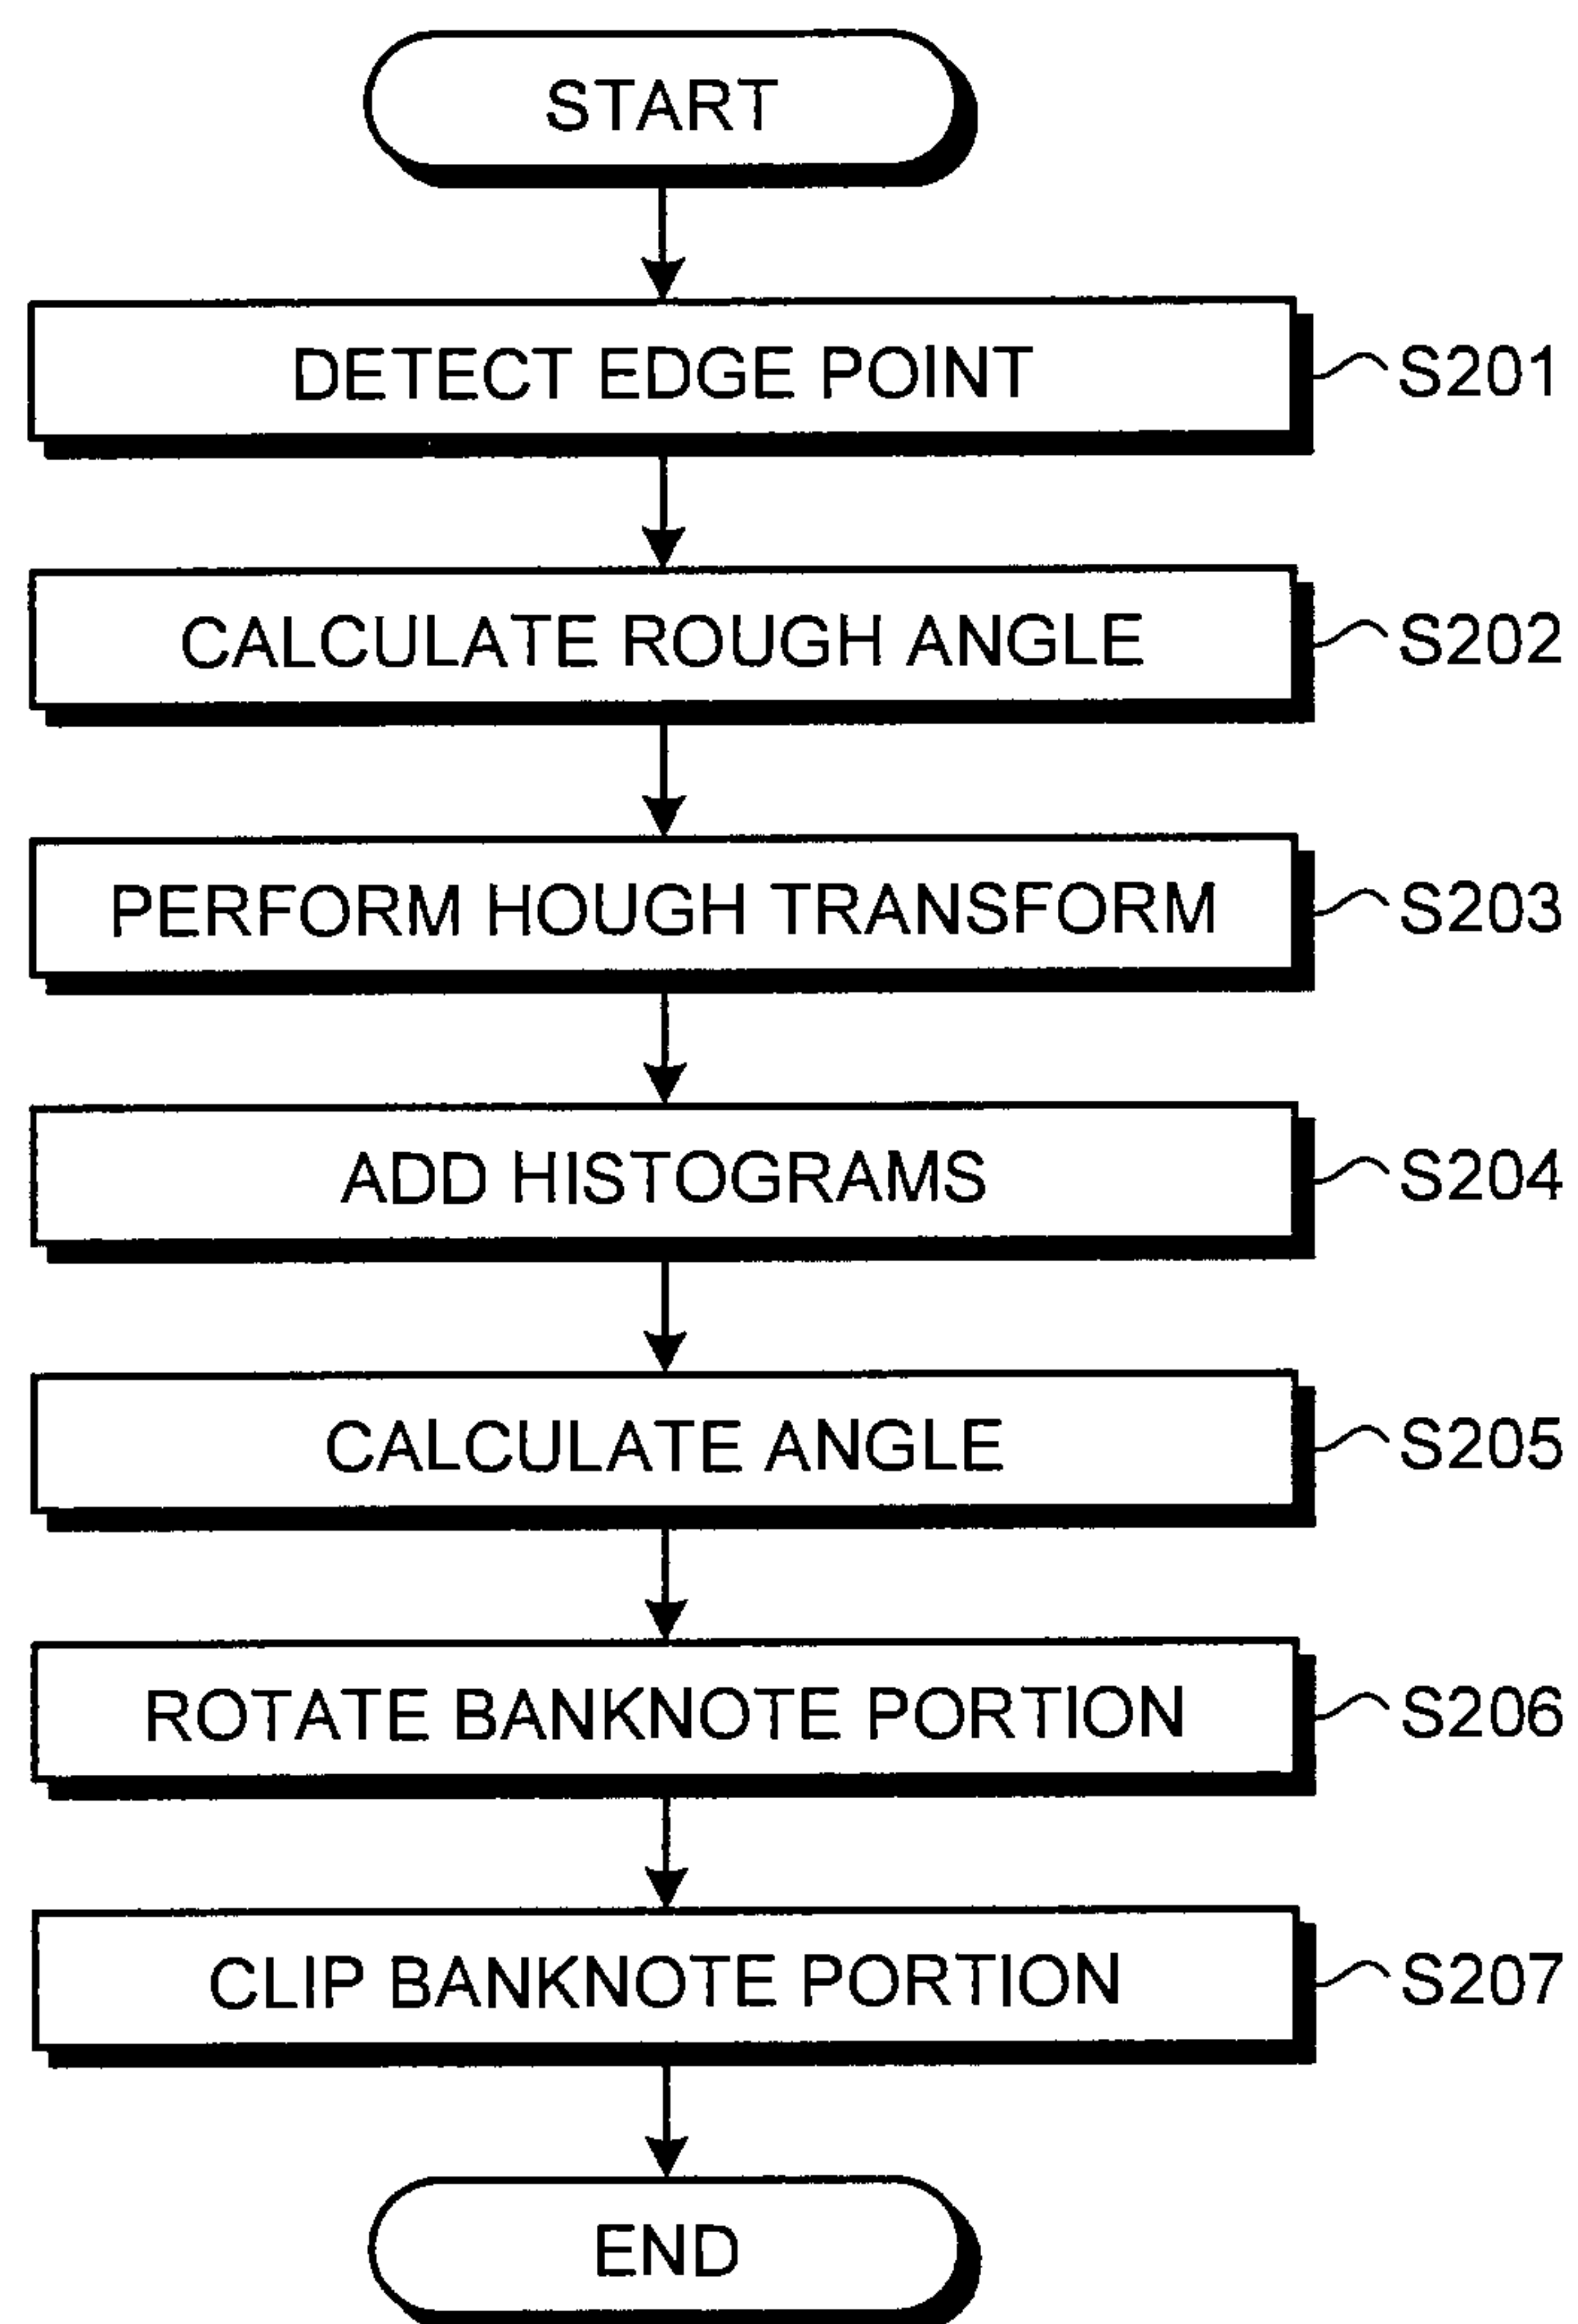 START
DETECT EDGE POINT
S201
CALCULATE ROUGH ANGLE
S202
PERFORM HOUGH TRANSFORM
S203
ADD HISTOGRAMS
S204
CALCULATE ANGLE
S205
ROTATE BANKNOTE PORTION
S206
CLIP BANKNOTE PORTION
S207
END